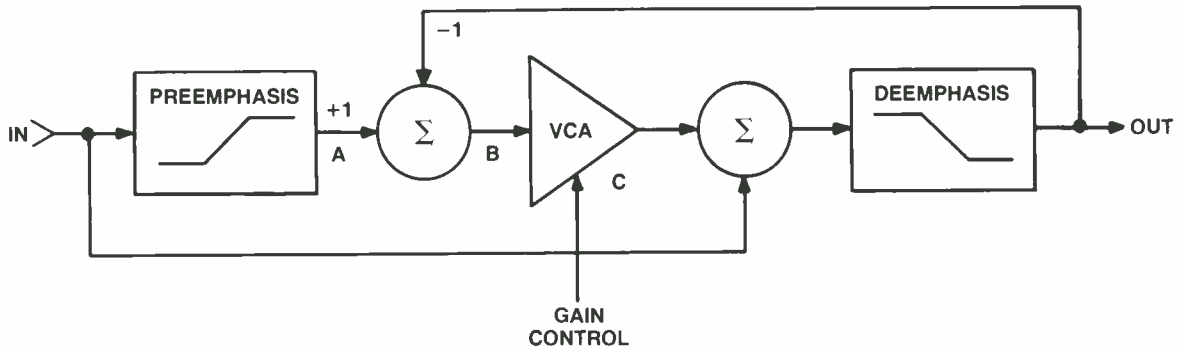 −1
PREEMPHASIS
DEEMPHASIS
IN
+1
Σ
VCA
Σ
OUT
A
B
C
GAIN
CONTROL